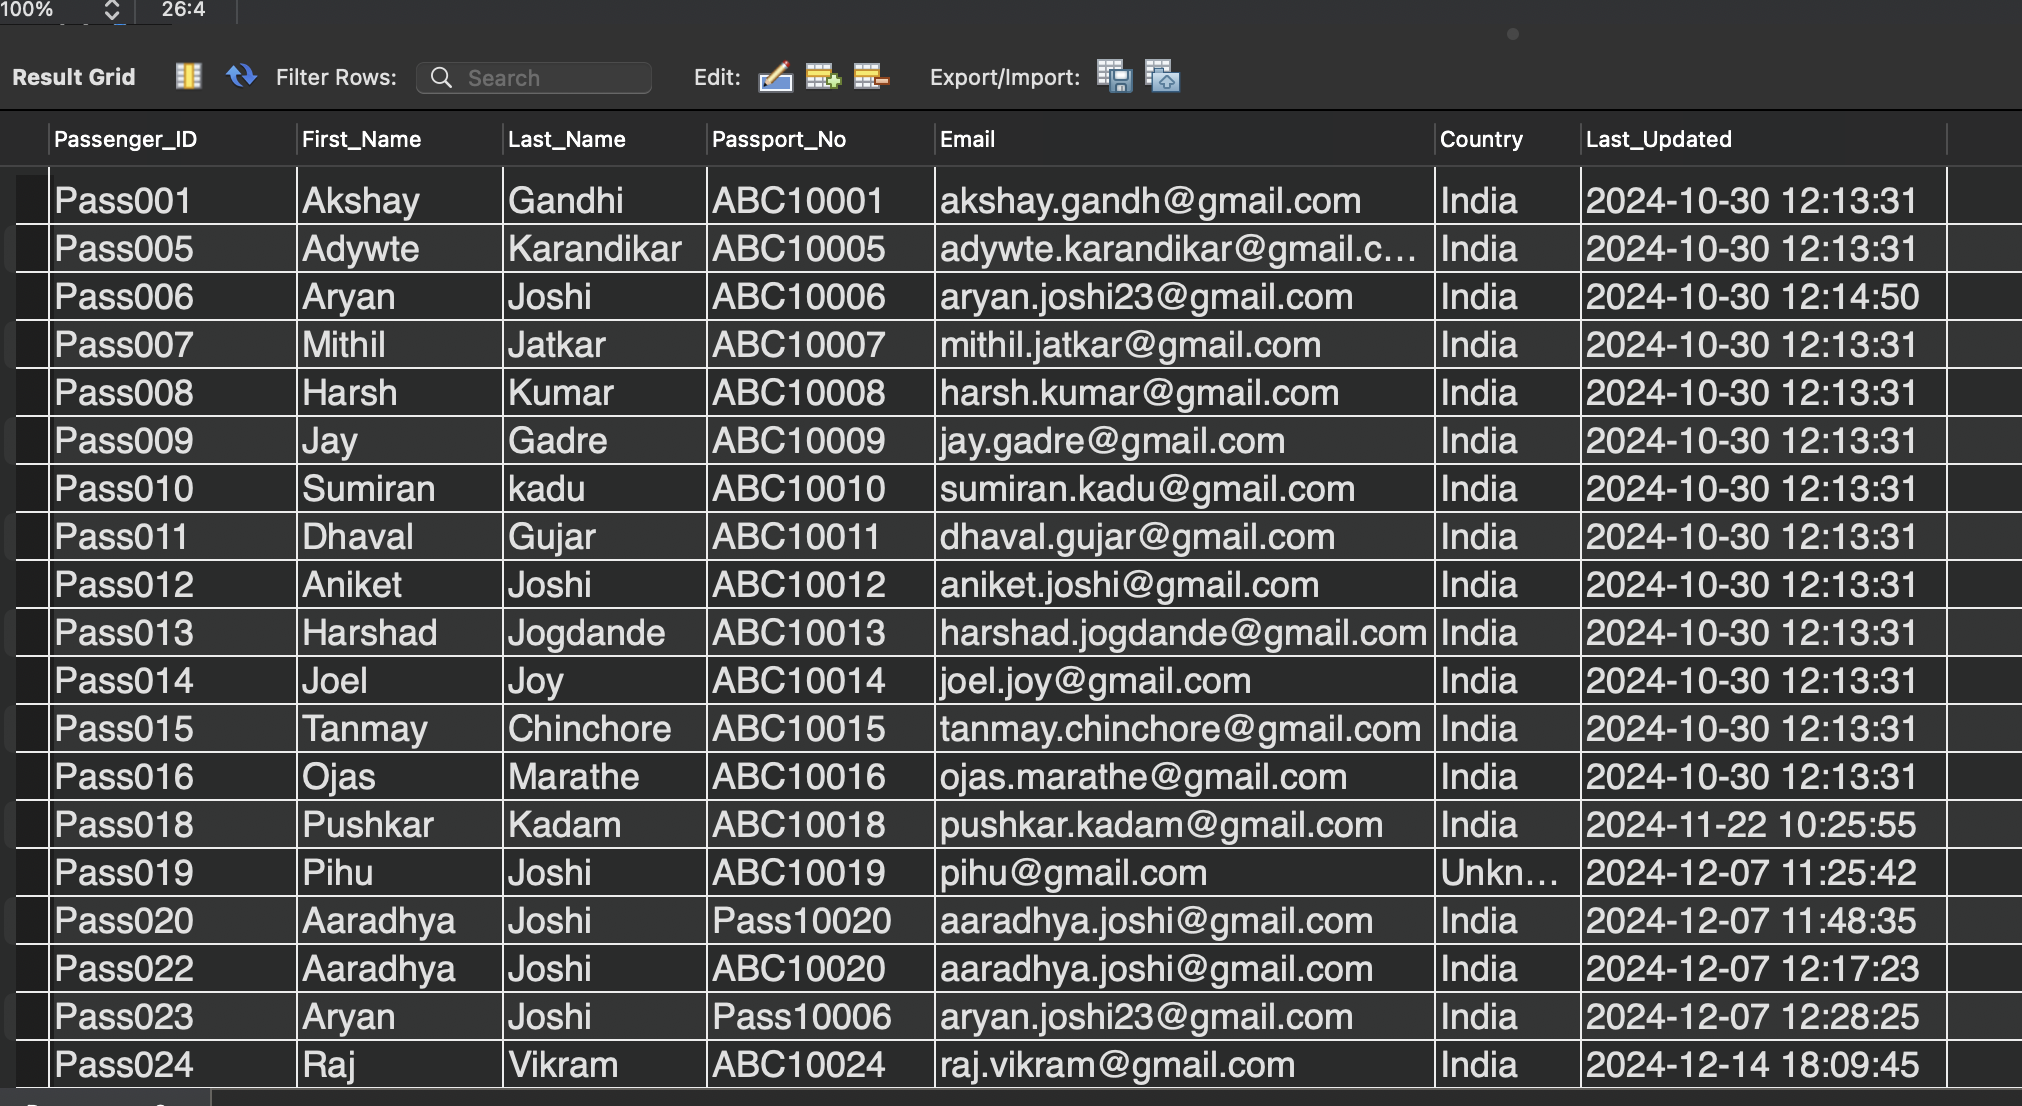 100% 26:4
Result Grid Filter Rows: Search Edit: Export/Import:
Passenger_ID First_Name Last_Name Passport_No Email Country Last_Updated
Pass001 Akshay Gandhi ABC10001 akshay.gandh@gmail.com India 2024-10-30 12:13:31
Pass005 Adywte Karandikar ABC10005 adywte.karandikar@gmail.c... India 2024-10-30 12:13:31
Pass006 Aryan Joshi ABC10006 aryan.joshi23@gmail.com India 2024-10-30 12:14:50
Pass007 Mithil Jatkar ABC10007 mithil.jatkar@gmail.com India 2024-10-30 12:13:31
Pass008 Harsh Kumar ABC10008 harsh.kumar@gmail.com India 2024-10-30 12:13:31
Pass009 Jay Gadre ABC10009 jay.gadre@gmail.com India 2024-10-30 12:13:31
Pass010 Sumiran kadu ABC10010 sumiran.kadu@gmail.com India 2024-10-30 12:13:31
Pass011 Dhaval Gujar ABC10011 dhaval.gujar@gmail.com India 2024-10-30 12:13:31
Pass012 Aniket Joshi ABC10012 aniket.joshi@gmail.com India 2024-10-30 12:13:31
Pass013 Harshad Jogdande ABC10013 harshad.jogdande@gmail.com India 2024-10-30 12:13:31
Pass014 Joel Joy ABC10014 joel.joy@gmail.com India 2024-10-30 12:13:31
Pass015 Tanmay Chinchore ABC10015 tanmay.chinchore@gmail.com India 2024-10-30 12:13:31
Pass016 Ojas Marathe ABC10016 ojas.marathe@gmail.com India 2024-10-30 12:13:31
Pass018 Pushkar Kadam ABC10018 pushkar.kadam@gmail.com India 2024-11-22 10:25:55
Pass019 Pihu Joshi ABC10019 pihu@gmail.com Unkn... 2024-12-07 11:25:42
Pass020 Aaradhya Joshi Pass10020 aaradhya.joshi@gmail.com India 2024-12-07 11:48:35
Pass022 Aaradhya Joshi ABC10020 aaradhya.joshi@gmail.com India 2024-12-07 12:17:23
Pass023 Aryan Joshi Pass10006 aryan.joshi23@gmail.com India 2024-12-07 12:28:25
Pass024 Raj Vikram ABC10024 raj.vikram@gmail.com India 2024-12-14 18:09:45